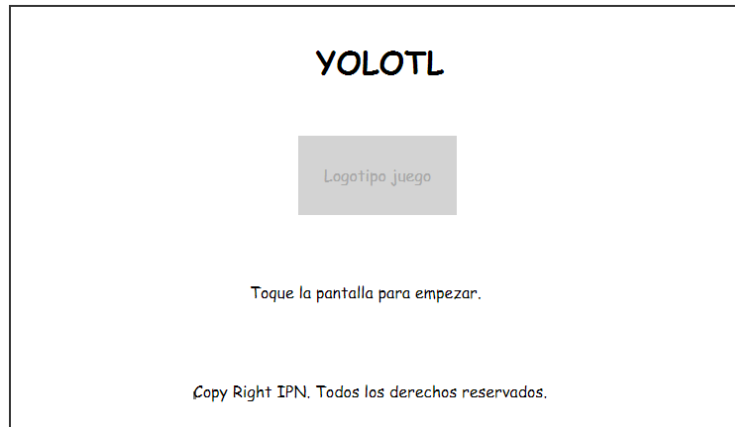 YOLOTL
Logotipo juego
Toque la pantalla para empezar.
Copy Right IPN. Todos los derechos reservados.